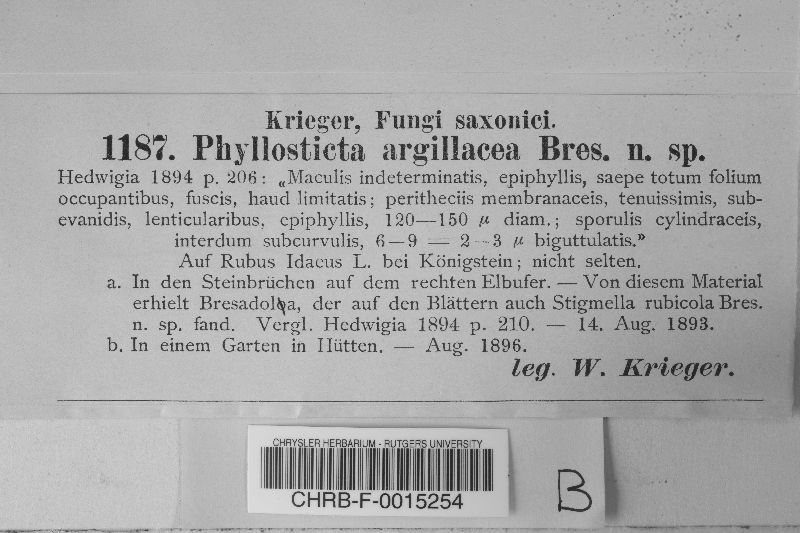 Krieger, Fungi saxonici.
1187. Phyllosticta argillacea Bres. n. sp.
Hedwigia 1894 p. 206: „Maculis indeterminatis, epiphyllis, saepe totum folium
occupantibus, fuscis, haud limitatis; peritheciis membranaceis, tenuissimis, sub-
evanidis, lenticularibus, epiphyllis, 120—150 µ diam.; sporulis cylindraceis,
interdum subcurvulis, 6—9 = 2—3 µ biguttulatis.”
Auf Rubus Idaeus L. bei Königstein; nicht selten.
a. In den Steinbrüchen auf dem rechten Elbufer. — Von diesem Material
erhielt Bresadola, der auf den Blättern auch Stigmella rubicola Bres.
n. sp. fand. Vergl. Hedwigia 1894 p. 210. — 14. Aug. 1893.
b. In einem Garten in Hütten. — Aug. 1896.
leg. W. Krieger.
CHRYSLER HERBARIUM - RUTGERS UNIVERSITY
CHRB-F-0015254
B